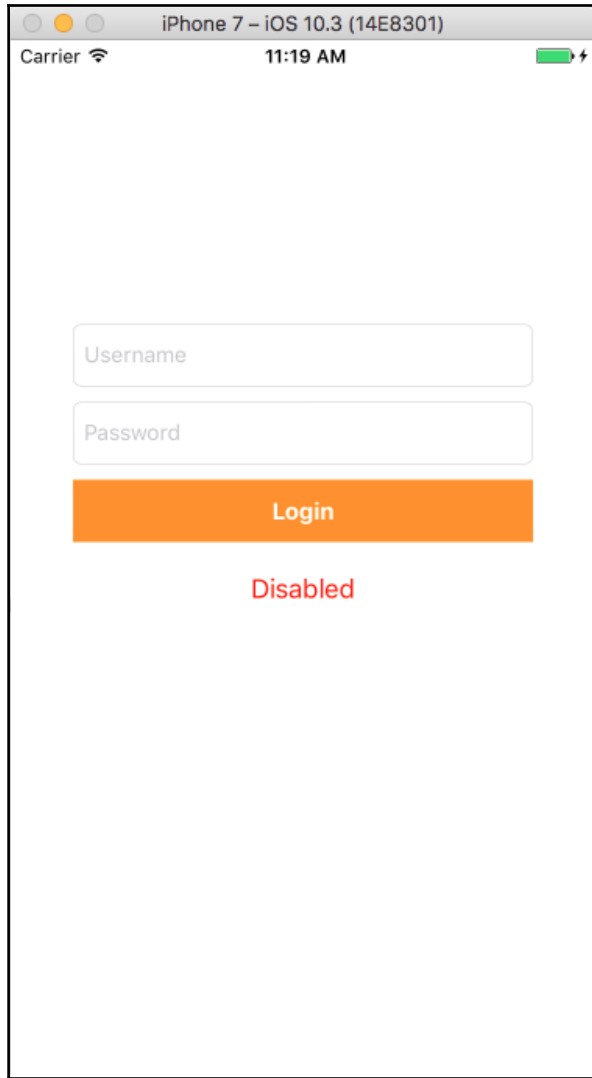 iPhone 7 – iOS 10.3 (14E8301)
Carrier 11:19 AM
Username
Password
Login
Disabled